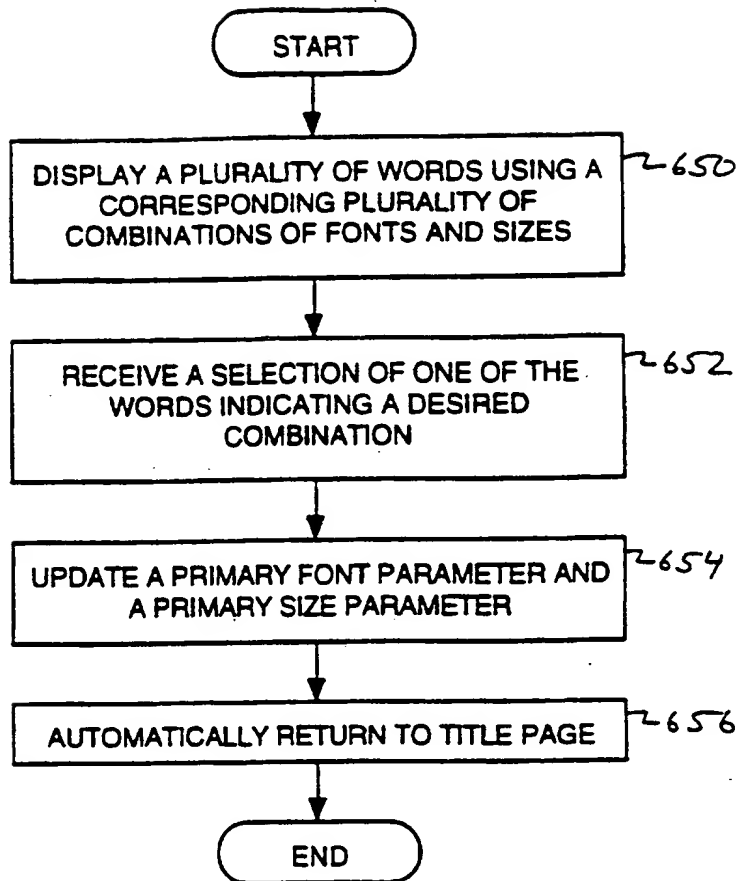 START
DISPLAY A PLURALITY OF WORDS USING A
CORRESPONDING PLURALITY OF
COMBINATIONS OF FONTS AND SIZES
650
RECEIVE A SELECTION OF ONE OF THE
WORDS INDICATING A DESIRED
COMBINATION
652
UPDATE A PRIMARY FONT PARAMETER AND
A PRIMARY SIZE PARAMETER
654
AUTOMATICALLY RETURN TO TITLE PAGE
656
END